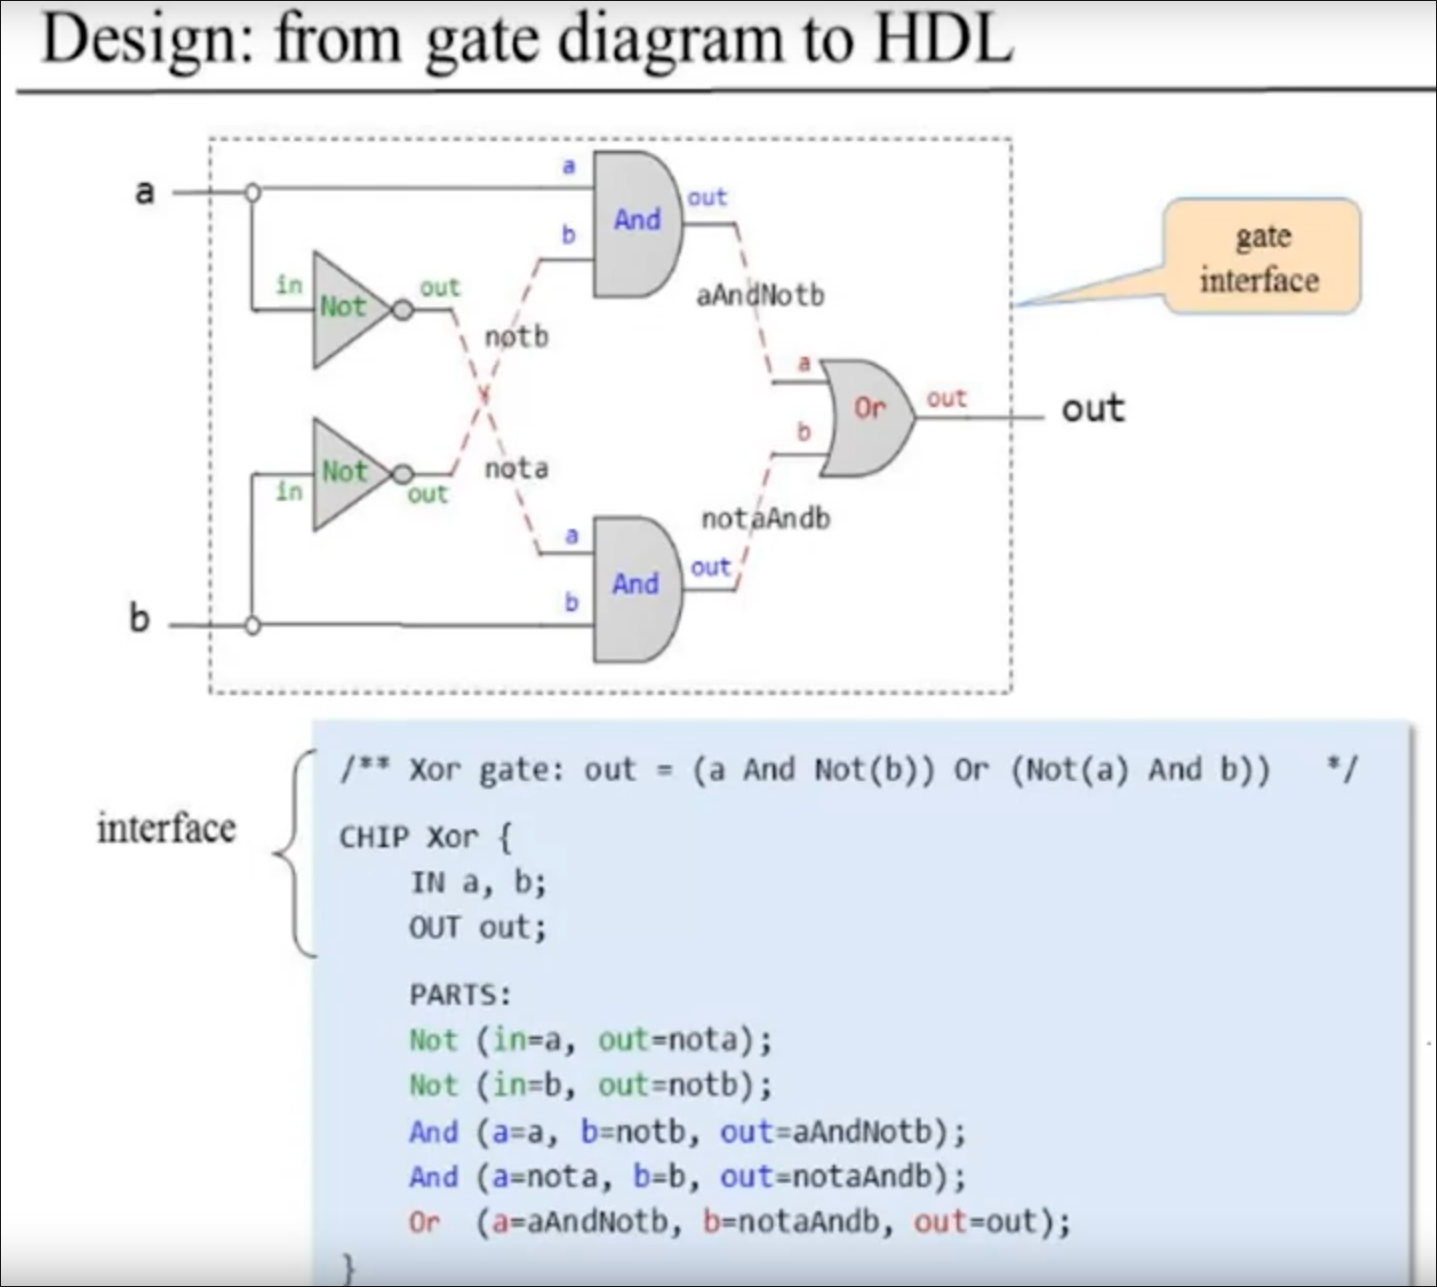 Design: from gate diagram to HDL
a
a
b
And
out
gate
interface
in
Not
out
notb
aAndNotb
a
Or
out
out
b
Not
in
out
nota
notaAndb
a
And
out
b
b
interface
/** Xor gate: out = (a And Not(b)) Or (Not(a) And b))   */
CHIP Xor {
IN a, b;
OUT out;
PARTS:
Not (in=a, out=nota);
Not (in=b, out=notb);
And (a=a, b=notb, out=aAndNotb);
And (a=nota, b=b, out=notaAndb);
Or  (a=aAndNotb, b=notaAndb, out=out);
}